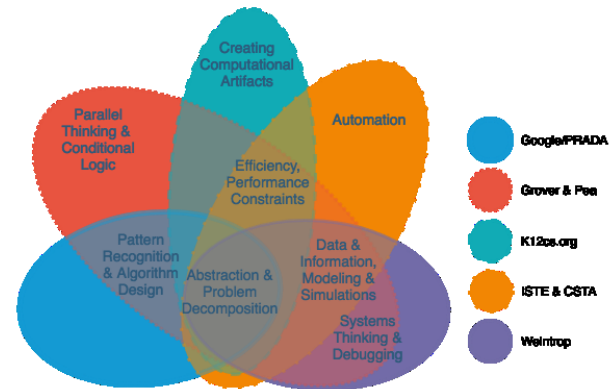 Creating
Computational
Artifacts
Parallel
Thinking &
Conditional
Logic
Automation
Efficiency,
Performance
Constraints
Pattern
Recognition
& Algorithm
Design
Abstraction &
Problem
Decomposition
Data &
Information,
Modeling &
Simulations
Systems
Thinking &
Debugging
Google/PRADA
Grover & Pea
K12cs.org
ISTE & CSTA
Weintrop